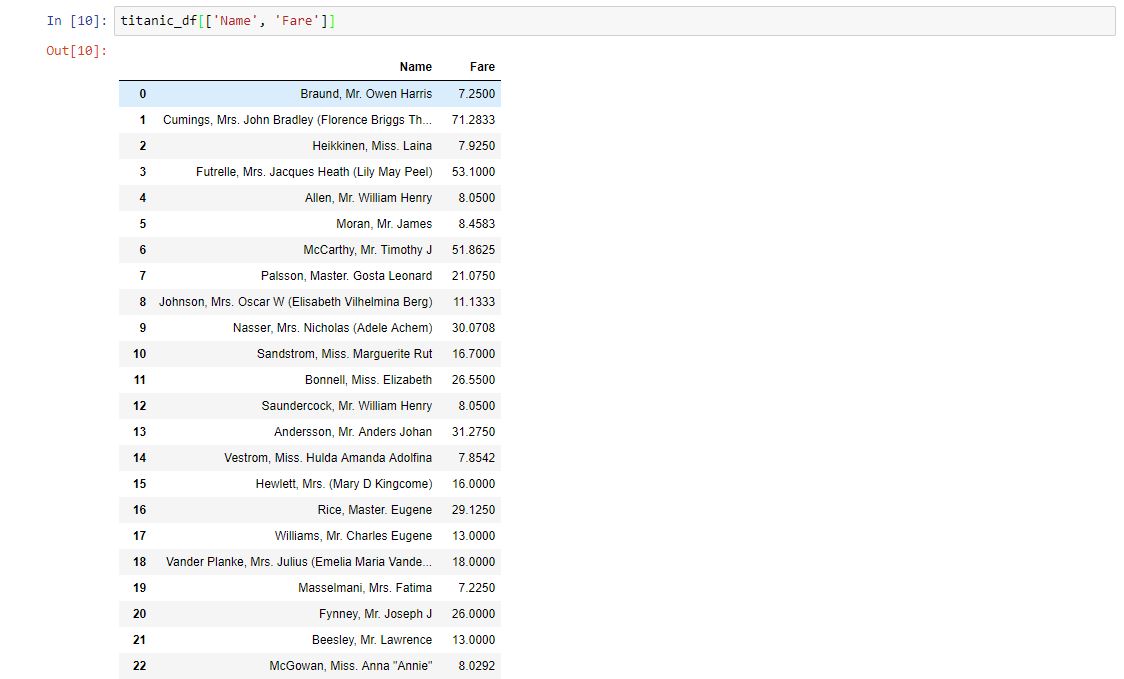 In [10]: titanic_df[['Name', 'Fare']]
Out[10]:
Name Fare
0 Braund, Mr. Owen Harris 7.2500
1 Cumings, Mrs. John Bradley (Florence Briggs Th... 71.2833
2 Heikkinen, Miss. Laina 7.9250
3 Futrelle, Mrs. Jacques Heath (Lily May Peel) 53.1000
4 Allen, Mr. William Henry 8.0500
5 Moran, Mr. James 8.4583
6 McCarthy, Mr. Timothy J 51.8625
7 Palsson, Master. Gosta Leonard 21.0750
8 Johnson, Mrs. Oscar W (Elisabeth Vilhelmina Berg) 11.1333
9 Nasser, Mrs. Nicholas (Adele Achem) 30.0708
10 Sandstrom, Miss. Marguerite Rut 16.7000
11 Bonnell, Miss. Elizabeth 26.5500
12 Saundercock, Mr. William Henry 8.0500
13 Andersson, Mr. Anders Johan 31.2750
14 Vestrom, Miss. Hulda Amanda Adolfina 7.8542
15 Hewlett, Mrs. (Mary D Kingcome) 16.0000
16 Rice, Master. Eugene 29.1250
17 Williams, Mr. Charles Eugene 13.0000
18 Vander Planke, Mrs. Julius (Emelia Maria Vande... 18.0000
19 Masselmani, Mrs. Fatima 7.2250
20 Fynney, Mr. Joseph J 26.0000
21 Beesley, Mr. Lawrence 13.0000
22 McGowan, Miss. Anna "Annie" 8.0292